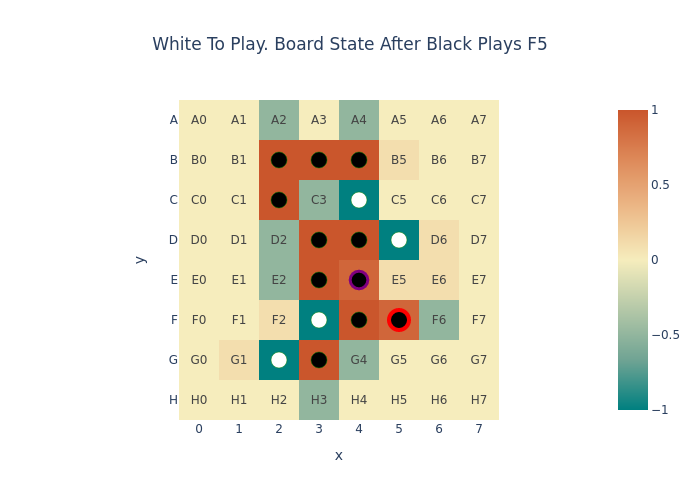 White To Play. Board State After Black Plays F5
A A0 A1 A2 A3 A4 A5 A6 A7
B B0 B1 B5 B6 B7
C C0 C1 C3 C5 C6 C7
D D0 D1 D2 D6 D7
E E0 E1 E2 E5 E6 E7
F F0 F1 F2 F6 F7
G G0 G1 G4 G5 G6 G7
H H0 H1 H2 H3 H4 H5 H6 H7
0 1 2 3 4 5 6 7
x
y
1
0.5
0
−0.5
−1